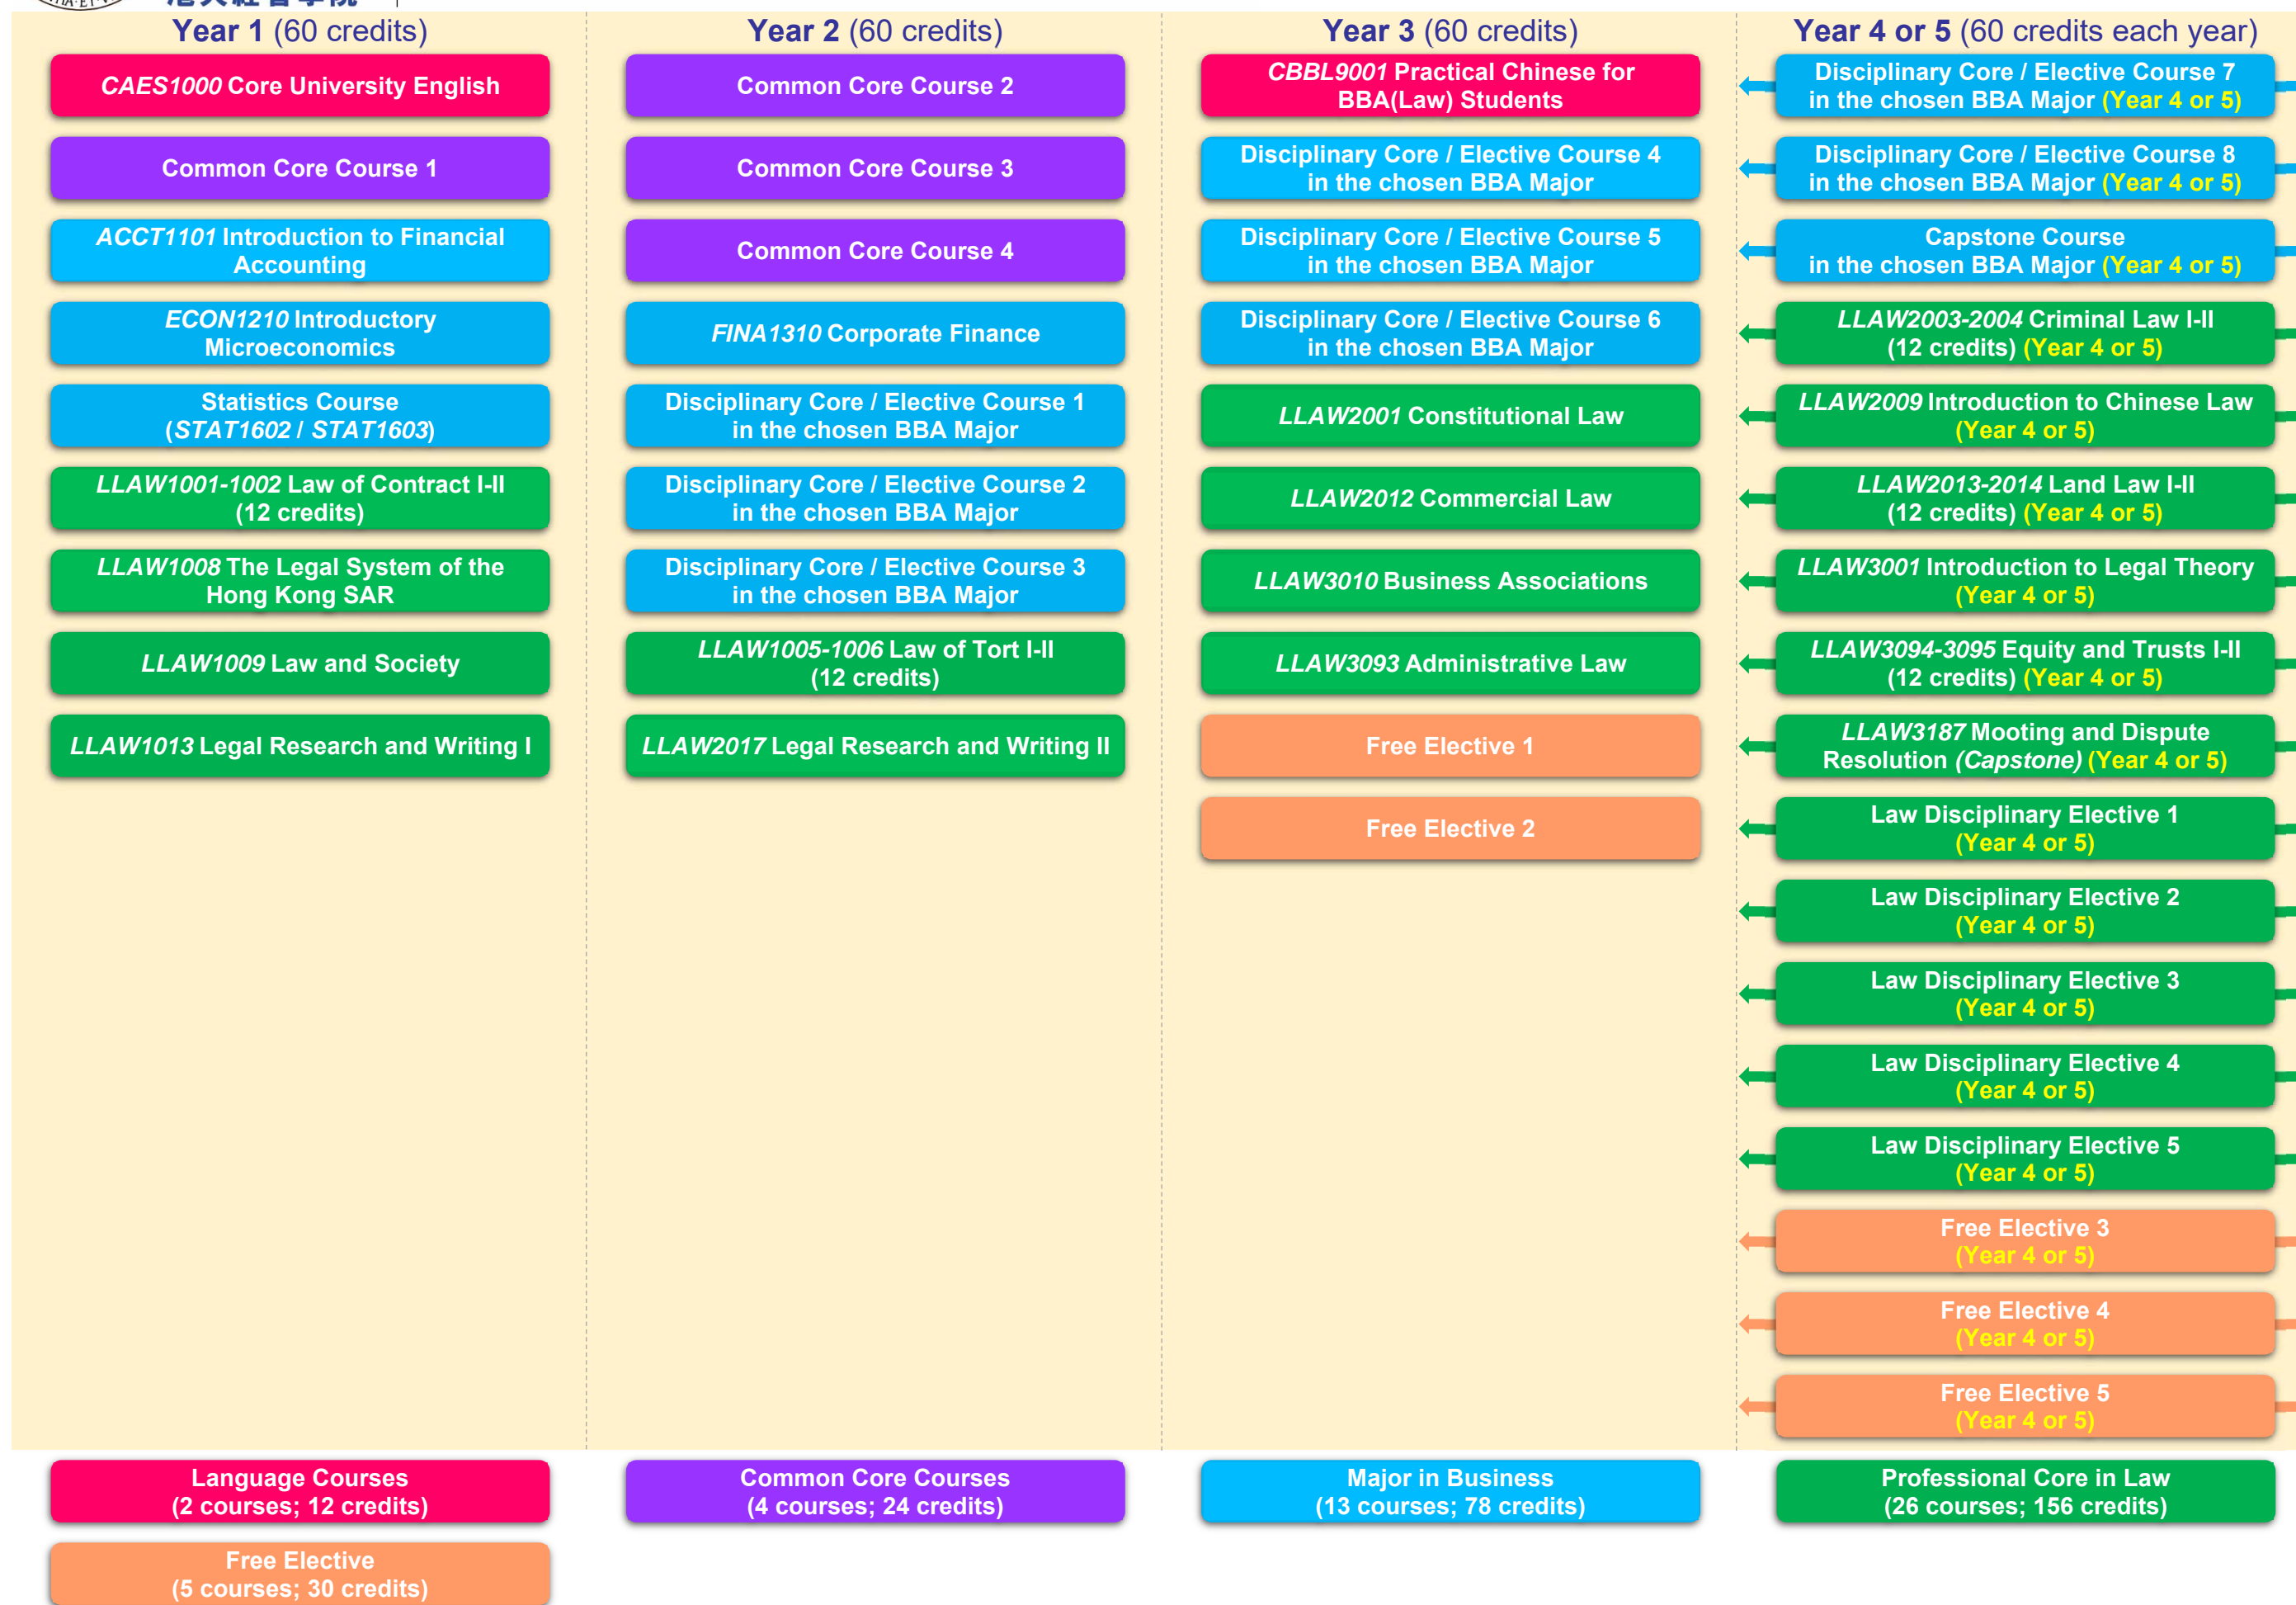 Year 1 (60 credits)
CAES1000 Core University English
Common Core Course 1
ACCT1101 Introduction to Financial
Accounting
ECON1210 Introductory
Microeconomics
Statistics Course
(STAT1602 / STAT1603)
LLAW1001-1002 Law of Contract I-II
(12 credits)
LLAW1008 The Legal System of the
Hong Kong SAR
LLAW1009 Law and Society
LLAW1013 Legal Research and Writing I
Year 2 (60 credits)
Common Core Course 2
Common Core Course 3
Common Core Course 4
FINA1310 Corporate Finance
Disciplinary Core / Elective Course 1
in the chosen BBA Major
Disciplinary Core / Elective Course 2
in the chosen BBA Major
Disciplinary Core / Elective Course 3
in the chosen BBA Major
LLAW1005-1006 Law of Tort I-II
(12 credits)
LLAW2017 Legal Research and Writing II
Year 3 (60 credits)
CBBL9001 Practical Chinese for
BBA(Law) Students
Disciplinary Core / Elective Course 4
in the chosen BBA Major
Disciplinary Core / Elective Course 5
in the chosen BBA Major
Disciplinary Core / Elective Course 6
in the chosen BBA Major
LLAW2001 Constitutional Law
LLAW2012 Commercial Law
LLAW3010 Business Associations
LLAW3093 Administrative Law
Free Elective 1
Free Elective 2
Year 4 or 5 (60 credits each year)
Disciplinary Core / Elective Course 7
in the chosen BBA Major (Year 4 or 5)
Disciplinary Core / Elective Course 8
in the chosen BBA Major (Year 4 or 5)
Capstone Course
in the chosen BBA Major (Year 4 or 5)
LLAW2003-2004 Criminal Law I-II
(12 credits) (Year 4 or 5)
LLAW2009 Introduction to Chinese Law
(Year 4 or 5)
LLAW2013-2014 Land Law I-II
(12 credits) (Year 4 or 5)
LLAW3001 Introduction to Legal Theory
(Year 4 or 5)
LLAW3094-3095 Equity and Trusts I-II
(12 credits) (Year 4 or 5)
LLAW3187 Mooting and Dispute
Resolution (Capstone) (Year 4 or 5)
Law Disciplinary Elective 1
(Year 4 or 5)
Law Disciplinary Elective 2
(Year 4 or 5)
Law Disciplinary Elective 3
(Year 4 or 5)
Law Disciplinary Elective 4
(Year 4 or 5)
Law Disciplinary Elective 5
(Year 4 or 5)
Free Elective 3
(Year 4 or 5)
Free Elective 4
(Year 4 or 5)
Free Elective 5
(Year 4 or 5)
Language Courses
(2 courses; 12 credits)
Common Core Courses
(4 courses; 24 credits)
Major in Business
(13 courses; 78 credits)
Professional Core in Law
(26 courses; 156 credits)
Free Elective
(5 courses; 30 credits)